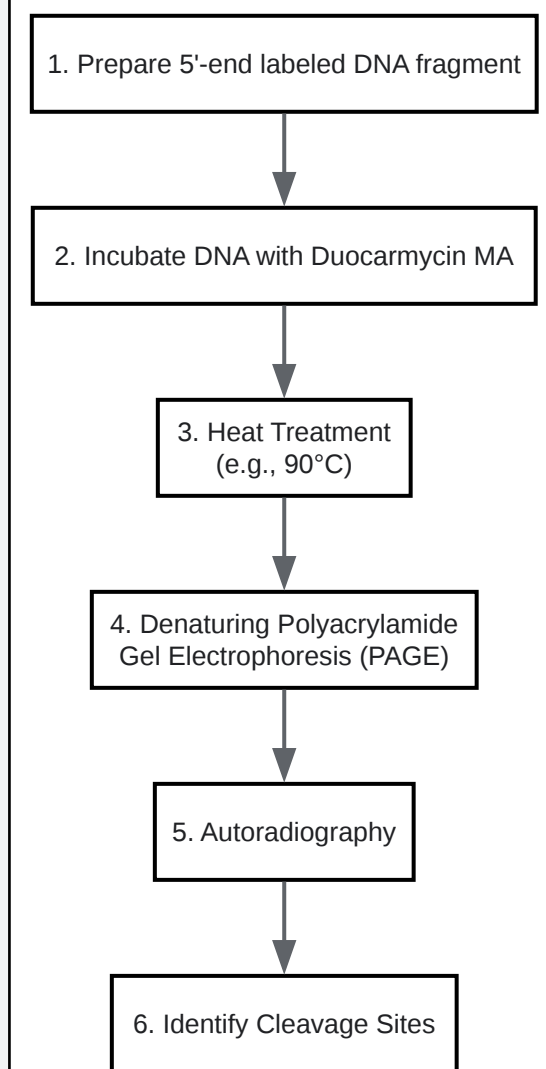 1. Prepare 5'-end labeled DNA fragment
2. Incubate DNA with Duocarmycin MA
3. Heat Treatment
(e.g., 90°C)
4. Denaturing Polyacrylamide
Gel Electrophoresis (PAGE)
5. Autoradiography
6. Identify Cleavage Sites